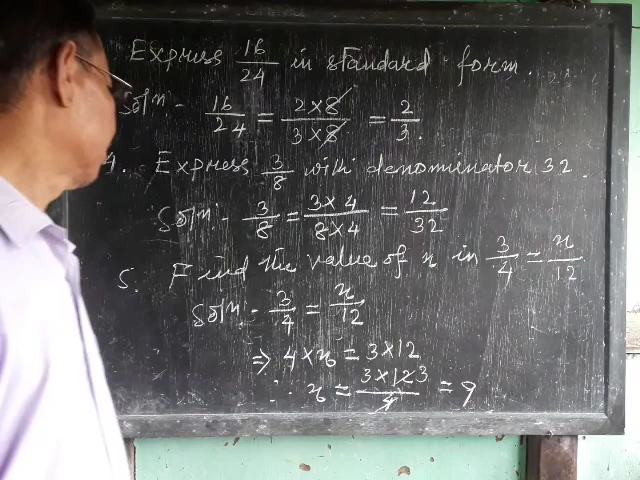 Express 16/24 in standard form.
Solⁿ - 16/24 = 2×8/3×8 = 2/3.
4. Express 3/8 with denominator 32.
Solⁿ:- 3/8 = 3×4/8×4 = 12/32
5. Find the value of x in 3/4 = x/12
Solⁿ:- 3/4 = x/12
⇒ 4×x = 3×12
∴ x = 3×12 3/4 = 9